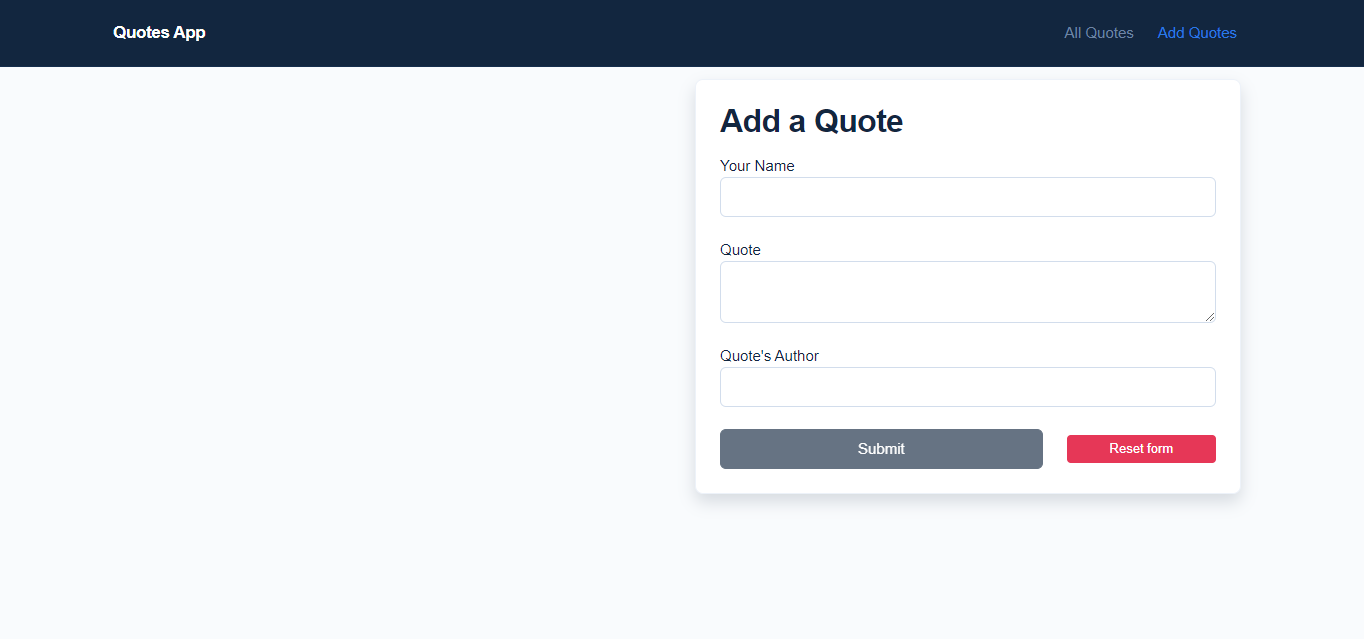 Quotes App All Quotes Add Quotes
Add a Quote
Your Name
Quote
Quote's Author
Submit Reset form